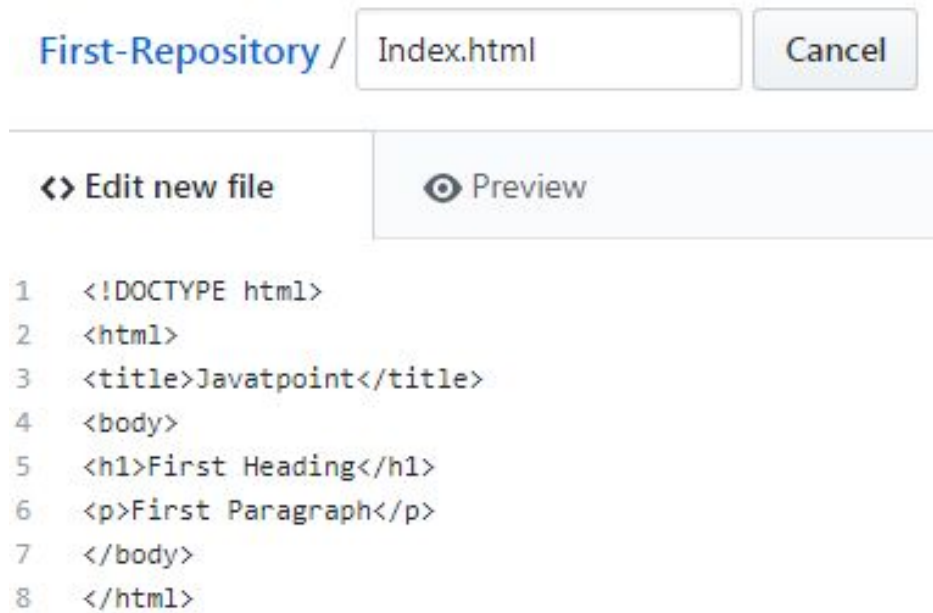 First-Repository / Index.html Cancel
<> Edit new file Preview
1 <!DOCTYPE html>
2 <html>
3 <title>Javatpoint</title>
4 <body>
5 <h1>First Heading</h1>
6 <p>First Paragraph</p>
7 </body>
8 </html>